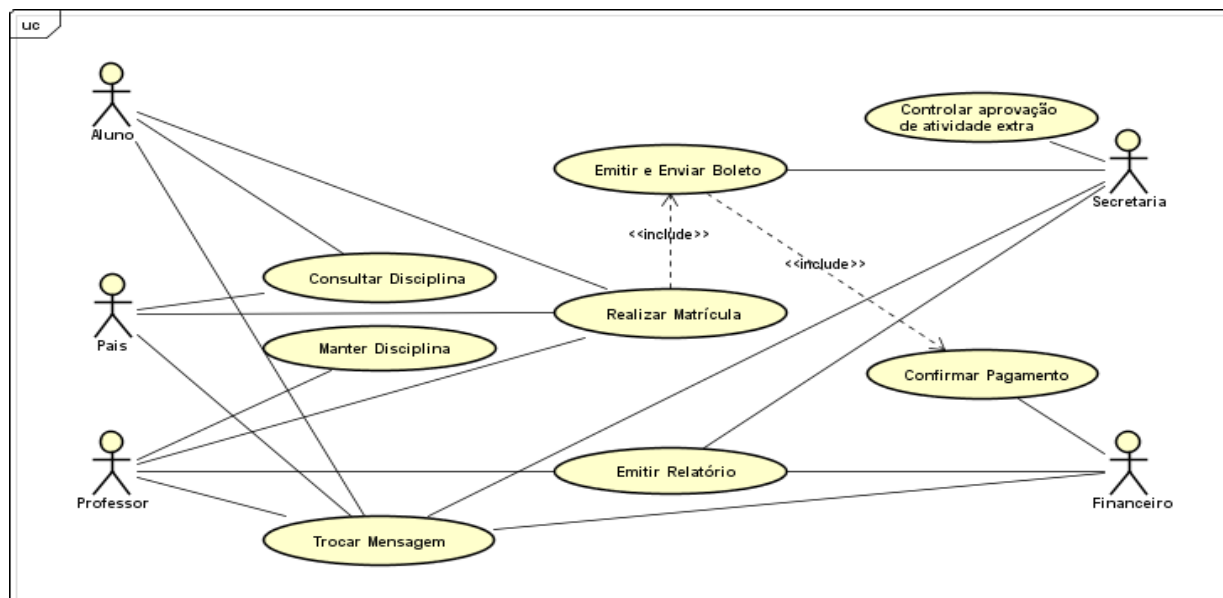 uc
Aluno
Controlar aprovação
de atividade extra
Emitir e Enviar Boleto
Secretaria
<<include>>
<<include>>
Consultar Disciplina
Pais
Realizar Matrícula
Manter Disciplina
Confirmar Pagamento
Professor
Emitir Relatório
Financeiro
Trocar Mensagem